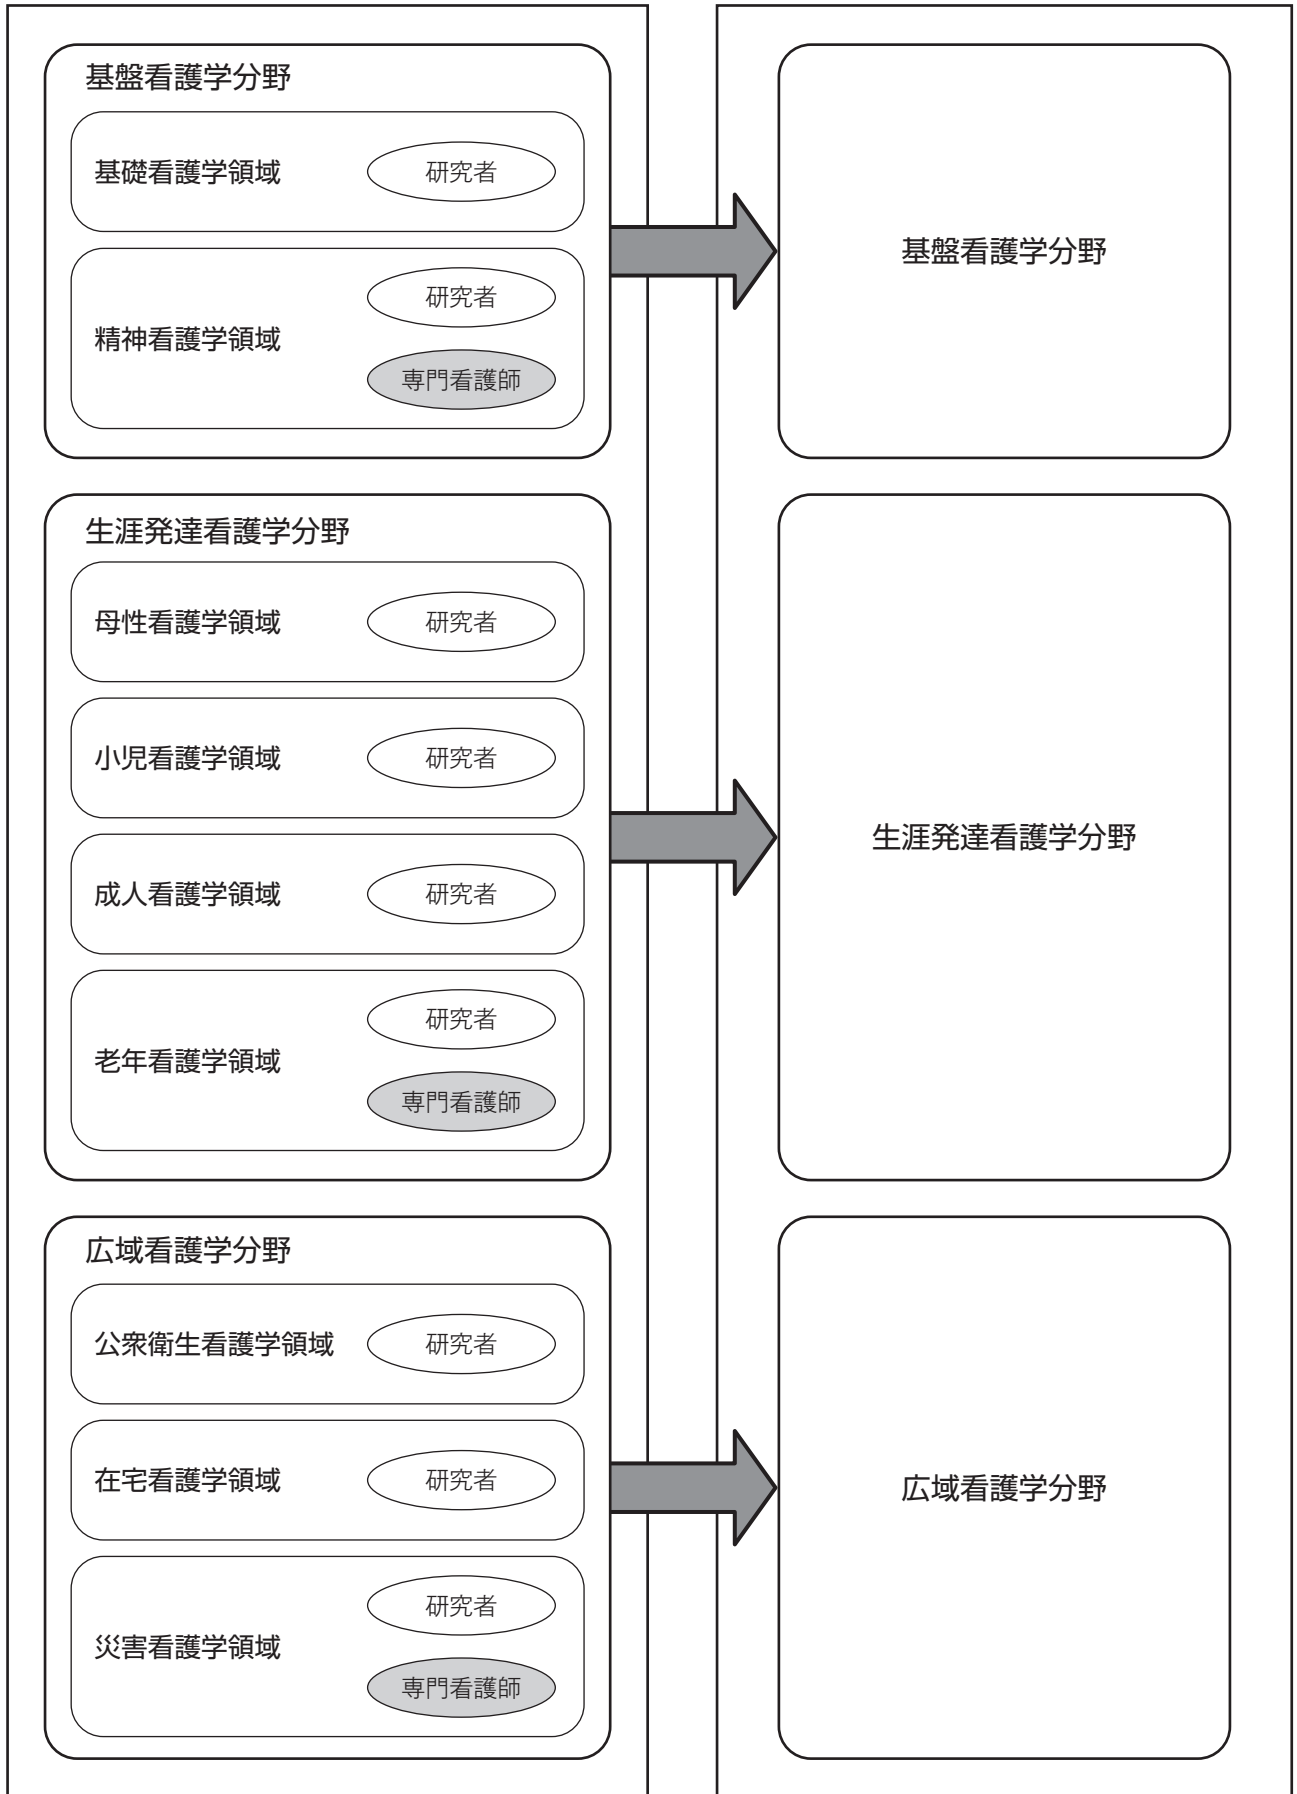 基盤看護学分野
基礎看護学領域
研究者
精神看護学領域
研究者
専門看護師
基盤看護学分野
生涯発達看護学分野
母性看護学領域
研究者
小児看護学領域
研究者
成人看護学領域
研究者
老年看護学領域
研究者
専門看護師
生涯発達看護学分野
広域看護学分野
公衆衛生看護学領域
研究者
在宅看護学領域
研究者
災害看護学領域
研究者
専門看護師
広域看護学分野